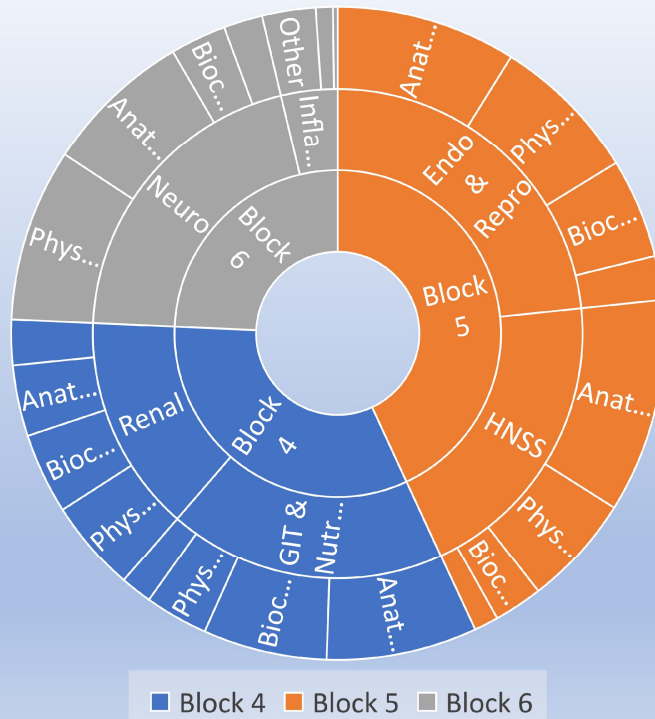 Block 5
Endo & Repro
Anat...
Phys...
Bioc...
HNSS
Anat...
Phys...
Bioc...
Block 4
GIT & Nutr...
Anat...
Bioc...
Phys...
Renal
Phys...
Bioc...
Anat...
Block 6
Neuro
Phys...
Anat...
Bioc...
Infla...
Other
Block 4
Block 5
Block 6